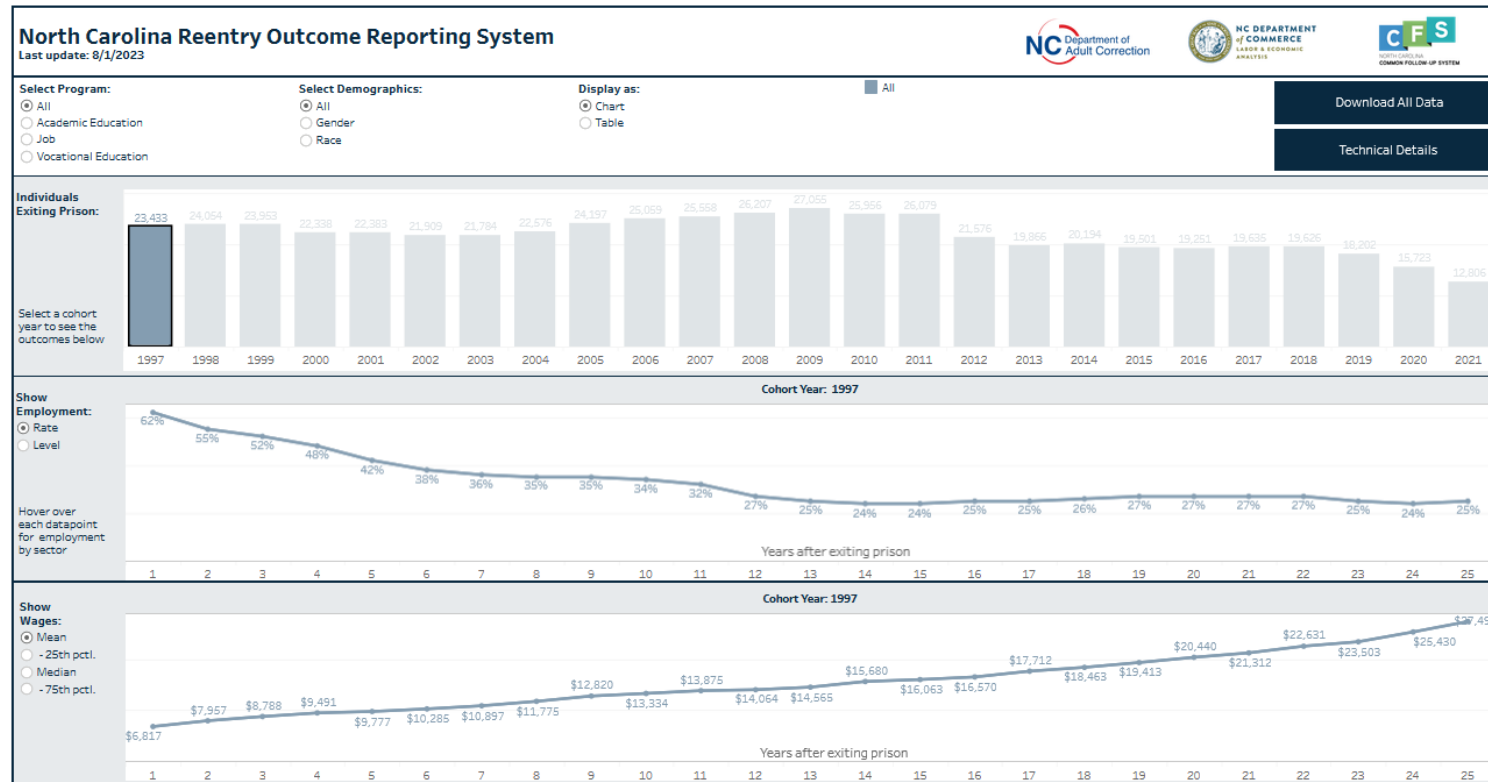 North Carolina Reentry Outcome Reporting System
Last update: 8/1/2023
NC Department of
Adult Correction
NC DEPARTMENT
of COMMERCE
LABOR & ECONOMIC
ANALYSIS
CFS
NORTH CAROLINA
COMMON FOLLOW-UP SYSTEM
Select Program:
All
Academic Education
Job
Vocational Education
Select Demographics:
All
Gender
Race
Display as:
Chart
Table
All
Download All Data
Technical Details
Individuals
Exiting Prison:
Select a cohort
year to see the
outcomes below
23,433 24,054 23,953 22,338 22,383 21,909 21,784 22,576 24,197 25,059 25,558 26,207 27,055 25,956 26,079 21,576 19,866 20,194 19,501 19,251 19,635 19,625 18,202 15,723 12,806
1997 1998 1999 2000 2001 2002 2003 2004 2005 2006 2007 2008 2009 2010 2011 2012 2013 2014 2015 2016 2017 2018 2019 2020 2021
Cohort Year: 1997
Show
Employment:
Rate
Level
Hover over
each datapoint
for employment
by sector
62% 55% 52% 48% 42% 38% 36% 35% 35% 34% 32% 27% 25% 24% 24% 25% 25% 26% 27% 27% 27% 27% 25% 24% 25%
Years after exiting prison
1 2 3 4 5 6 7 8 9 10 11 12 13 14 15 16 17 18 19 20 21 22 23 24 25
Cohort Year: 1997
Show
Wages:
Mean
- 25th pctl.
Median
- 75th pctl.
$6,817 $7,957 $8,788 $9,491 $9,777 $10,285 $10,897 $11,775 $12,820 $13,334 $13,875 $14,064 $14,565 $15,680 $16,063 $16,570 $17,712 $18,463 $19,413 $20,440 $21,312 $22,631 $23,503 $25,430
Years after exiting prison
1 2 3 4 5 6 7 8 9 10 11 12 13 14 15 16 17 18 19 20 21 22 23 24 25